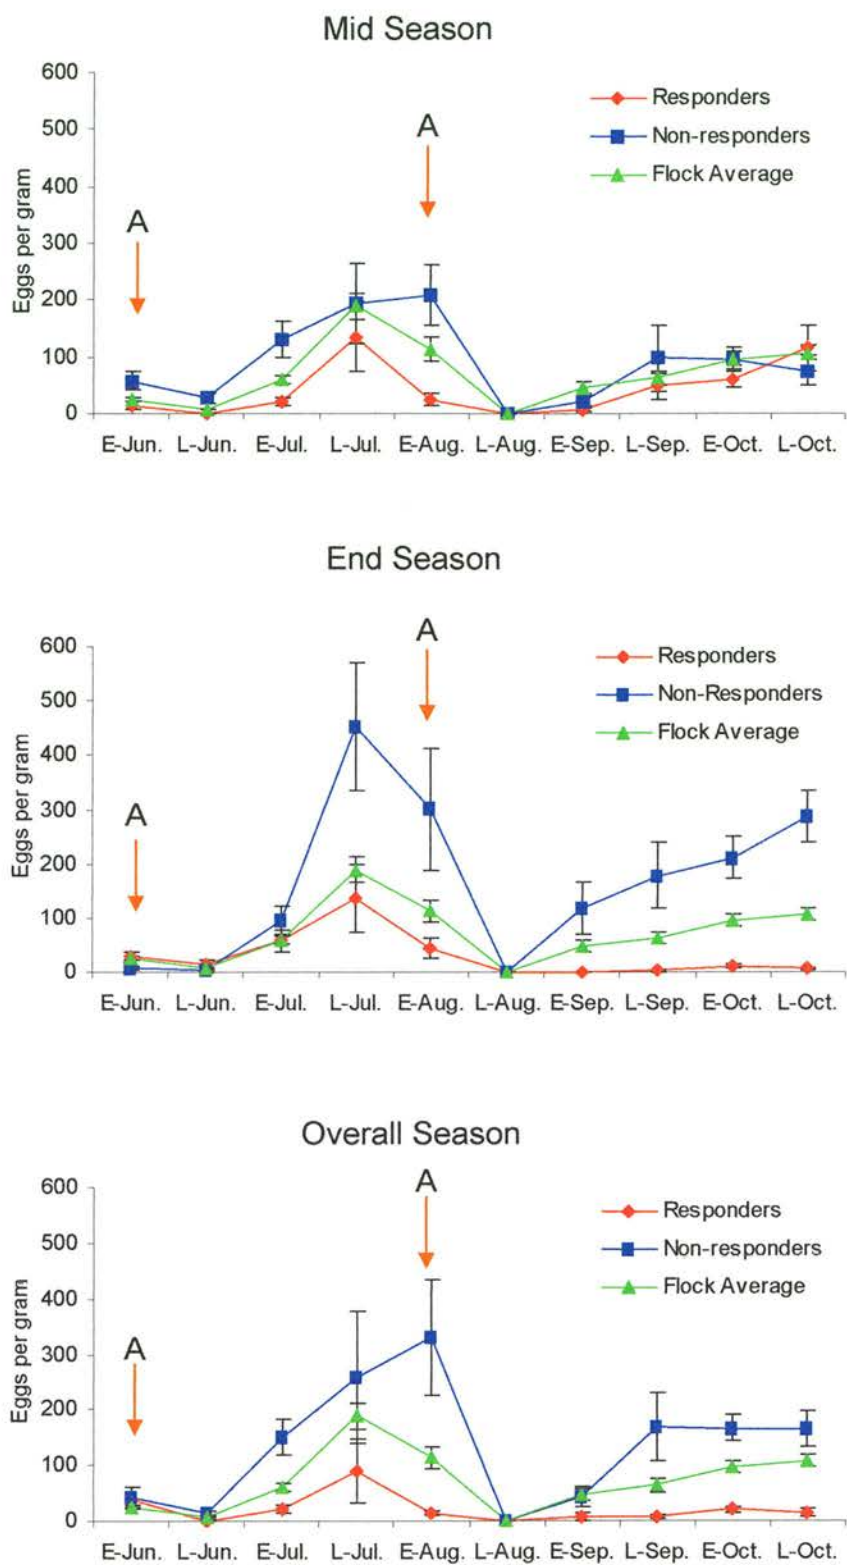 Mid Season
Eggs per gram
600
500
400
300
200
100
0
A
A
Responders
Non-responders
Flock Average
E-Jun. L-Jun. E-Jul. L-Jul. E-Aug. L-Aug. E-Sep. L-Sep. E-Oct. L-Oct.
End Season
Eggs per gram
600
500
400
300
200
100
0
A
A
Responders
Non-Responders
Flock Average
E-Jun. L-Jun. E-Jul. L-Jul. E-Aug. L-Aug. E-Sep. L-Sep. E-Oct. L-Oct.
Overall Season
Eggs per gram
600
500
400
300
200
100
0
A
A
Responders
Non-responders
Flock Average
E-Jun. L-Jun. E-Jul. L-Jul. E-Aug. L-Aug. E-Sep. L-Sep. E-Oct. L-Oct.